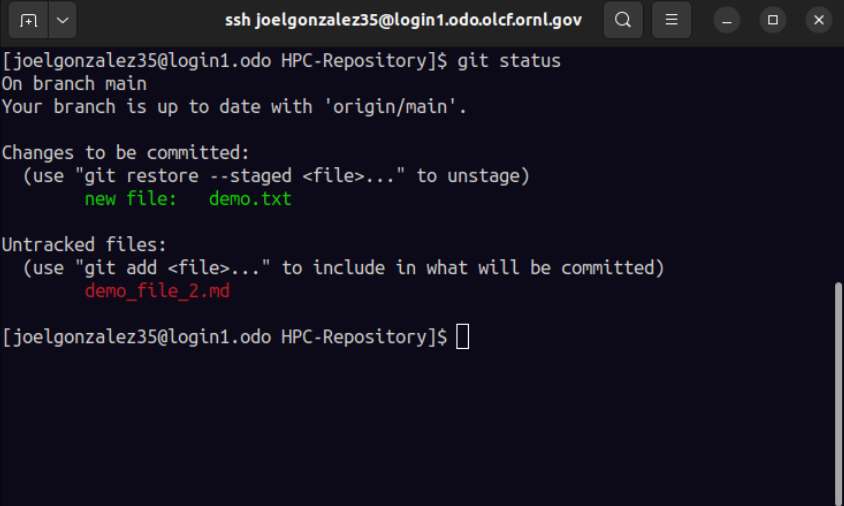 ssh joelgonzalez35@login1.odo.olcf.ornl.gov
[joelgonzalez35@login1.odo HPC-Repository]$ git status
On branch main
Your branch is up to date with 'origin/main'.
Changes to be committed:
  (use "git restore --staged <file>..." to unstage)
        new file:   demo.txt
Untracked files:
  (use "git add <file>..." to include in what will be committed)
        demo_file_2.md
[joelgonzalez35@login1.odo HPC-Repository]$